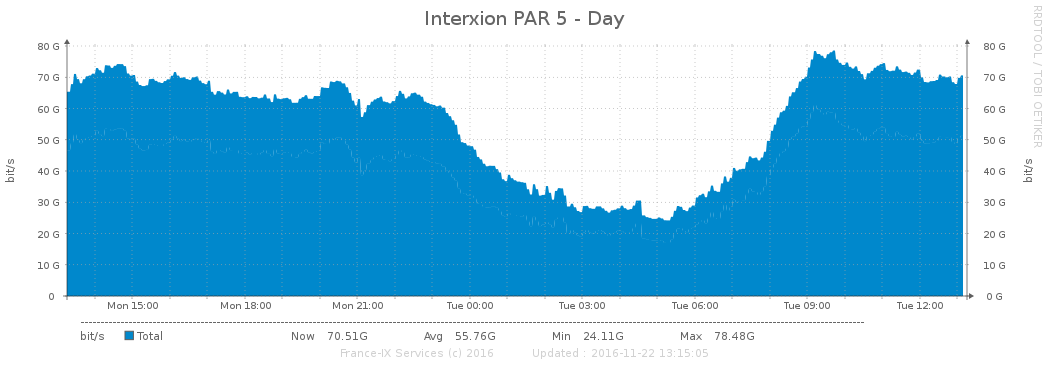 Interxion PAR 5 - Day
RRDTOOL / TOBI OETIKER
80 G 80 G
70 G 70 G
60 G 60 G
50 G 50 G
40 G 40 G
30 G 30 G
20 G 20 G
10 G 10 G
0 0 G
bit/s bit/s
Mon 15:00 Mon 18:00 Mon 21:00 Tue 00:00 Tue 03:00 Tue 06:00 Tue 09:00 Tue 12:00
bit/s Total Now 70.51G Avg 55.76G Min 24.11G Max 78.48G
France-IX Services (c) 2016 Updated : 2016-11-22 13:15:05